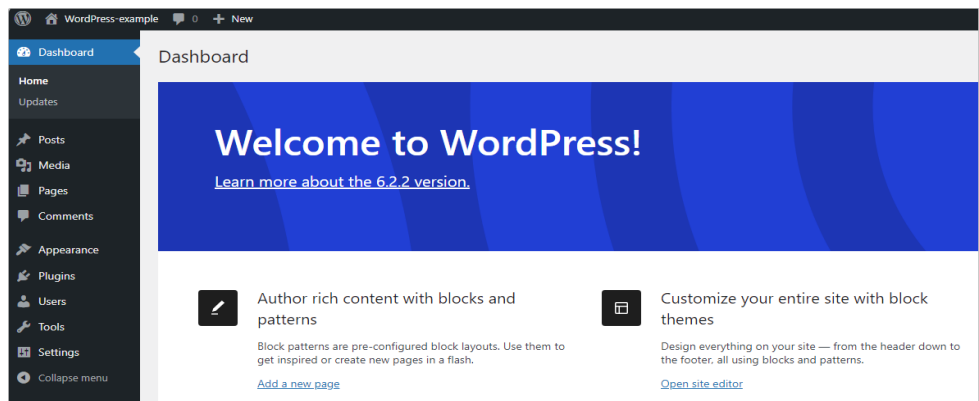 WordPress-example 0 New
Dashboard
Home
Updates
Posts
Media
Pages
Comments
Appearance
Plugins
Users
Tools
Settings
Collapse menu
Dashboard
Welcome to WordPress!
Learn more about the 6.2.2 version.
Author rich content with blocks and
patterns
Block patterns are pre-configured block layouts. Use them to
get inspired or create new pages in a flash.
Add a new page
Customize your entire site with block
themes
Design everything on your site — from the header down to
the footer, all using blocks and patterns.
Open site editor